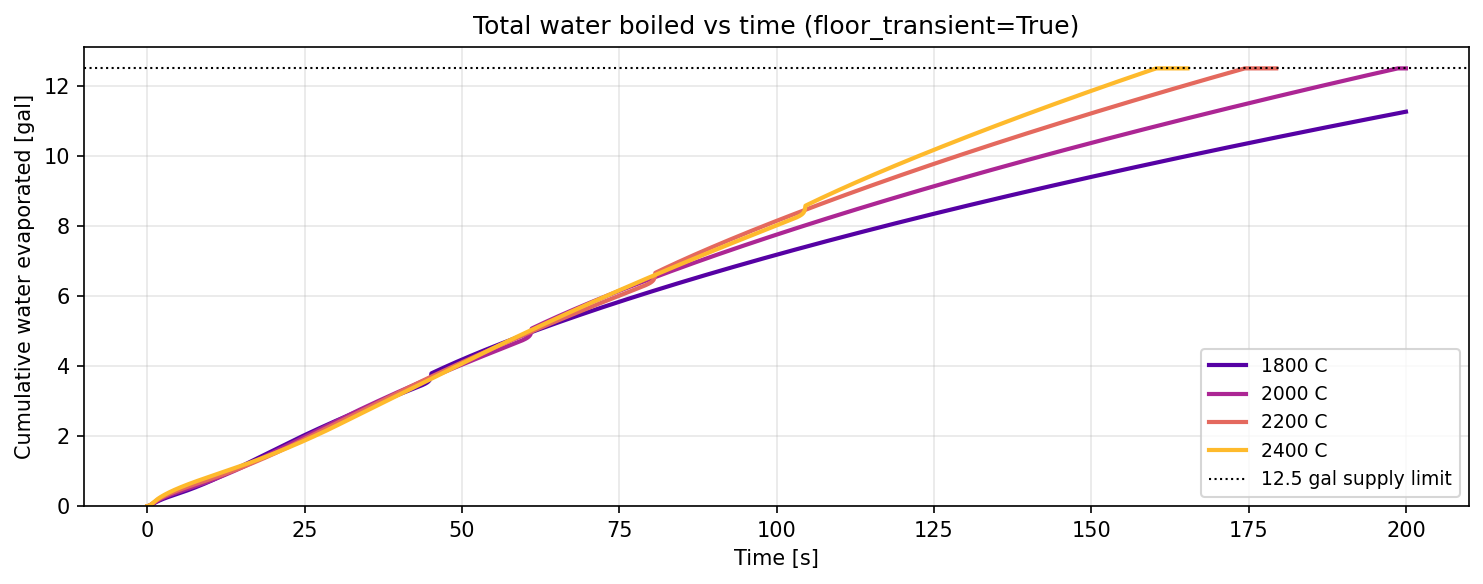 Total water boiled vs time (floor_transient=True)
Cumulative water evaporated [gal]
12
10
8
6
4
2
0
0 25 50 75 100 125 150 175 200
Time [s]
1800 C
2000 C
2200 C
2400 C
12.5 gal supply limit